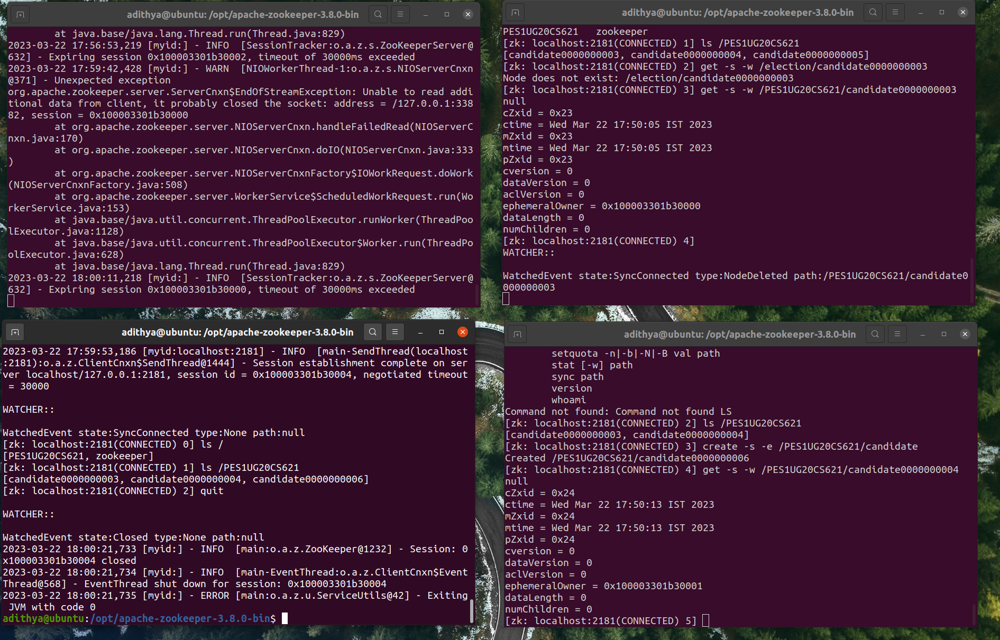 adithya@ubuntu: /opt/apache-zookeeper-3.8.0-bin
        at java.base/java.lang.Thread.run(Thread.java:829)
2023-03-22 17:56:53,219 [myid:] - INFO  [SessionTracker:o.a.z.s.ZooKeeperServer@
632] - Expiring session 0x100003301b30002, timeout of 30000ms exceeded
2023-03-22 17:59:42,428 [myid:] - WARN  [NIOWorkerThread-1:o.a.z.s.NIOServerCnxn
@371] - Unexpected exception
org.apache.zookeeper.server.ServerCnxn$EndOfStreamException: Unable to read addi
tional data from client, it probably closed the socket: address = /127.0.0.1:338
82, session = 0x100003301b30000
        at org.apache.zookeeper.server.NIOServerCnxn.handleFailedRead(NIOServerC
nxn.java:170)
        at org.apache.zookeeper.server.NIOServerCnxn.doIO(NIOServerCnxn.java:333
)
        at org.apache.zookeeper.server.NIOServerCnxnFactory$IOWorkRequest.doWork
(NIOServerCnxnFactory.java:508)
        at org.apache.zookeeper.server.WorkerService$ScheduledWorkRequest.run(Wo
rkerService.java:153)
        at java.base/java.util.concurrent.ThreadPoolExecutor.runWorker(ThreadPoo
lExecutor.java:1128)
        at java.base/java.util.concurrent.ThreadPoolExecutor$Worker.run(ThreadPo
olExecutor.java:628)
        at java.base/java.lang.Thread.run(Thread.java:829)
2023-03-22 18:00:11,218 [myid:] - INFO  [SessionTracker:o.a.z.s.ZooKeeperServer@
632] - Expiring session 0x100003301b30000, timeout of 30000ms exceeded
adithya@ubuntu: /opt/apache-zookeeper-3.8.0-bin
PES1UG20CS621   zookeeper
[zk: localhost:2181(CONNECTED) 1] ls /PES1UG20CS621
[candidate0000000003, candidate0000000004, candidate0000000005]
[zk: localhost:2181(CONNECTED) 2] get -s -w /election/candidate0000000003
Node does not exist: /election/candidate0000000003
[zk: localhost:2181(CONNECTED) 3] get -s -w /PES1UG20CS621/candidate0000000003
null
cZxid = 0x23
ctime = Wed Mar 22 17:50:05 IST 2023
mZxid = 0x23
mtime = Wed Mar 22 17:50:05 IST 2023
pZxid = 0x23
cversion = 0
dataVersion = 0
aclVersion = 0
ephemeralOwner = 0x100003301b30000
dataLength = 0
numChildren = 0
[zk: localhost:2181(CONNECTED) 4]
WATCHER::
WatchedEvent state:SyncConnected type:NodeDeleted path:/PES1UG20CS621/candidate0
000000003
adithya@ubuntu: /opt/apache-zookeeper-3.8.0-bin
2023-03-22 17:59:53,186 [myid:localhost:2181] - INFO  [main-SendThread(localhost
:2181):o.a.z.ClientCnxn$SendThread@1444] - Session establishment complete on ser
ver localhost/127.0.0.1:2181, session id = 0x100003301b30004, negotiated timeout
 = 30000
WATCHER::
WatchedEvent state:SyncConnected type:None path:null
[zk: localhost:2181(CONNECTED) 0] ls /
[PES1UG20CS621, zookeeper]
[zk: localhost:2181(CONNECTED) 1] ls /PES1UG20CS621
[candidate0000000003, candidate0000000004, candidate0000000006]
[zk: localhost:2181(CONNECTED) 2] quit
WATCHER::
WatchedEvent state:Closed type:None path:null
2023-03-22 18:00:21,733 [myid:] - INFO  [main:o.a.z.ZooKeeper@1232] - Session: 0
x100003301b30004 closed
2023-03-22 18:00:21,734 [myid:] - INFO  [main-EventThread:o.a.z.ClientCnxn$Event
Thread@568] - EventThread shut down for session: 0x100003301b30004
2023-03-22 18:00:21,735 [myid:] - ERROR [main:o.a.z.u.ServiceUtils@42] - Exiting
 JVM with code 0
adithya@ubuntu:/opt/apache-zookeeper-3.8.0-bin$
adithya@ubuntu: /opt/apache-zookeeper-3.8.0-bin
        setquota -n|-b|-N|-B val path
        stat [-w] path
        sync path
        version
        whoami
Command not found: Command not found LS
[zk: localhost:2181(CONNECTED) 2] ls /PES1UG20CS621
[candidate0000000003, candidate0000000004]
[zk: localhost:2181(CONNECTED) 3] create -s -e /PES1UG20CS621/candidate
Created /PES1UG20CS621/candidate0000000006
[zk: localhost:2181(CONNECTED) 4] get -s -w /PES1UG20CS621/candidate0000000004
null
cZxid = 0x24
ctime = Wed Mar 22 17:50:13 IST 2023
mZxid = 0x24
mtime = Wed Mar 22 17:50:13 IST 2023
pZxid = 0x24
cversion = 0
dataVersion = 0
aclVersion = 0
ephemeralOwner = 0x100003301b30001
dataLength = 0
numChildren = 0
[zk: localhost:2181(CONNECTED) 5]